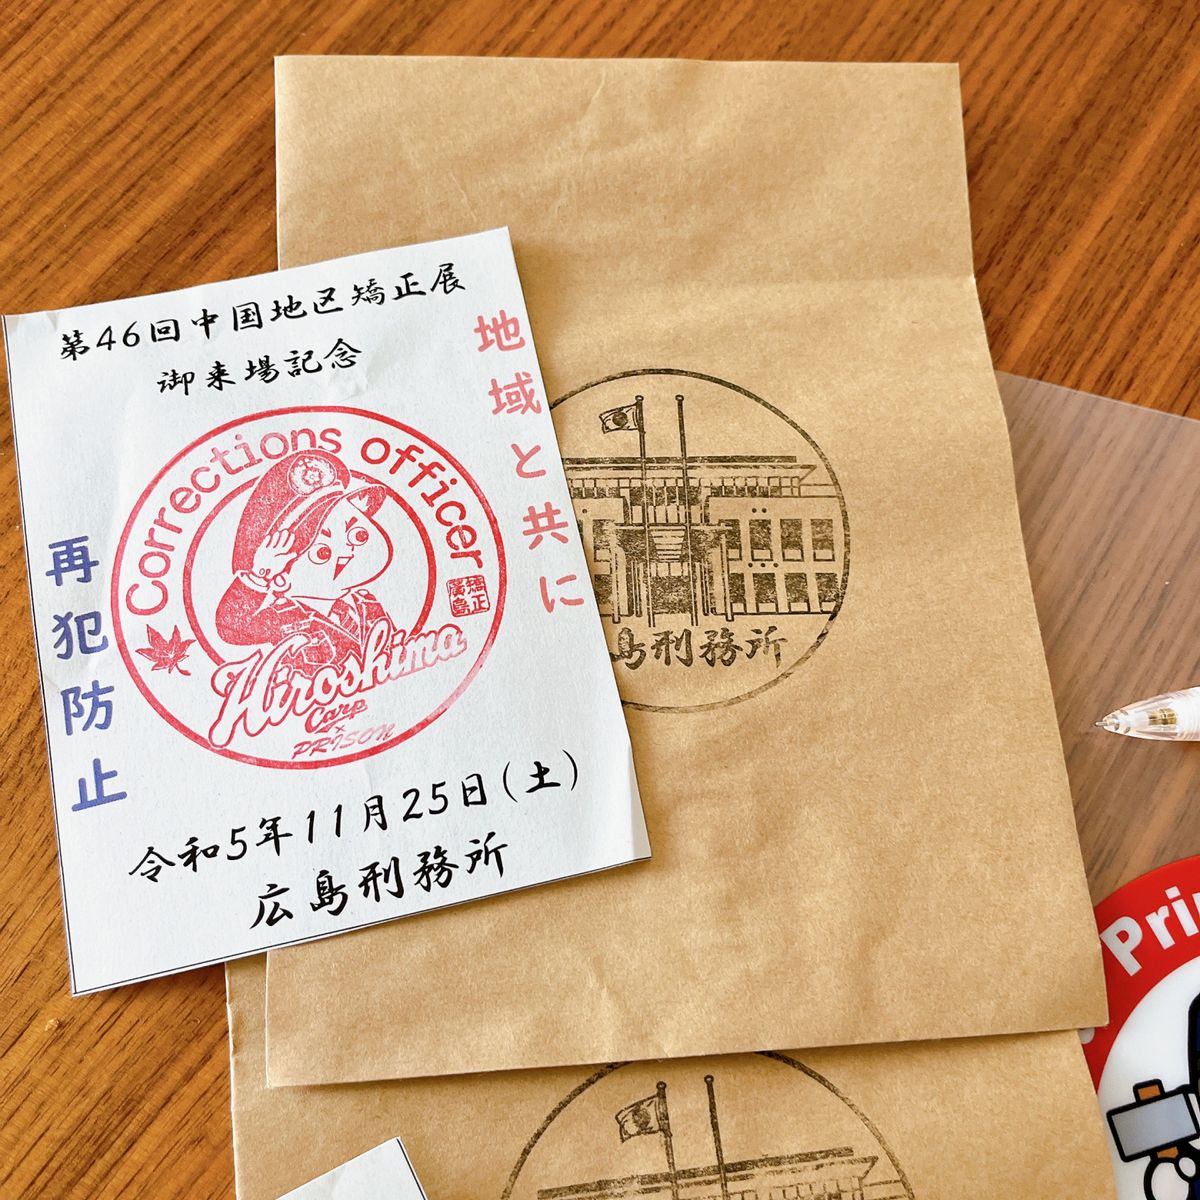 第46回中国地区矯正展
御来場記念
地域と共に
再犯防止
Corrections officer
矯正
廣島
Hiroshima
Carp
×
PRISON
令和5年11月25日(土)
広島刑務所
島刑務所
Pri